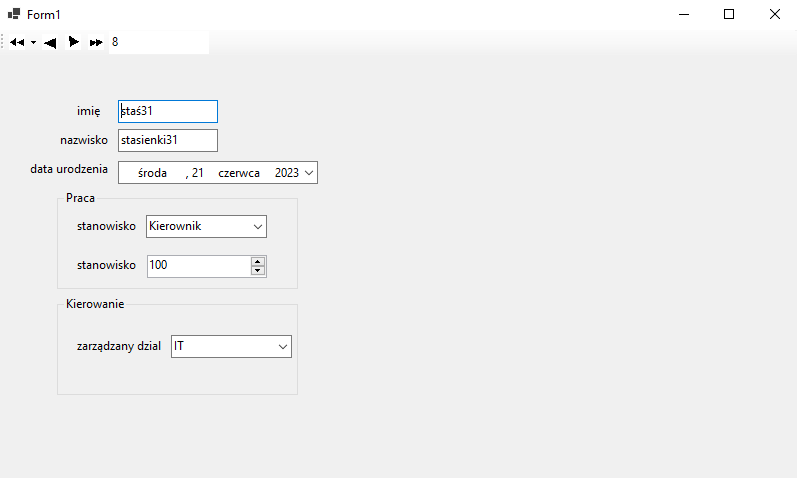 Form1
8
imię staś31
nazwisko stasienki31
data urodzenia środa , 21 czerwca 2023
Praca
stanowisko Kierownik
stanowisko 100
Kierowanie
zarządzany dzial IT